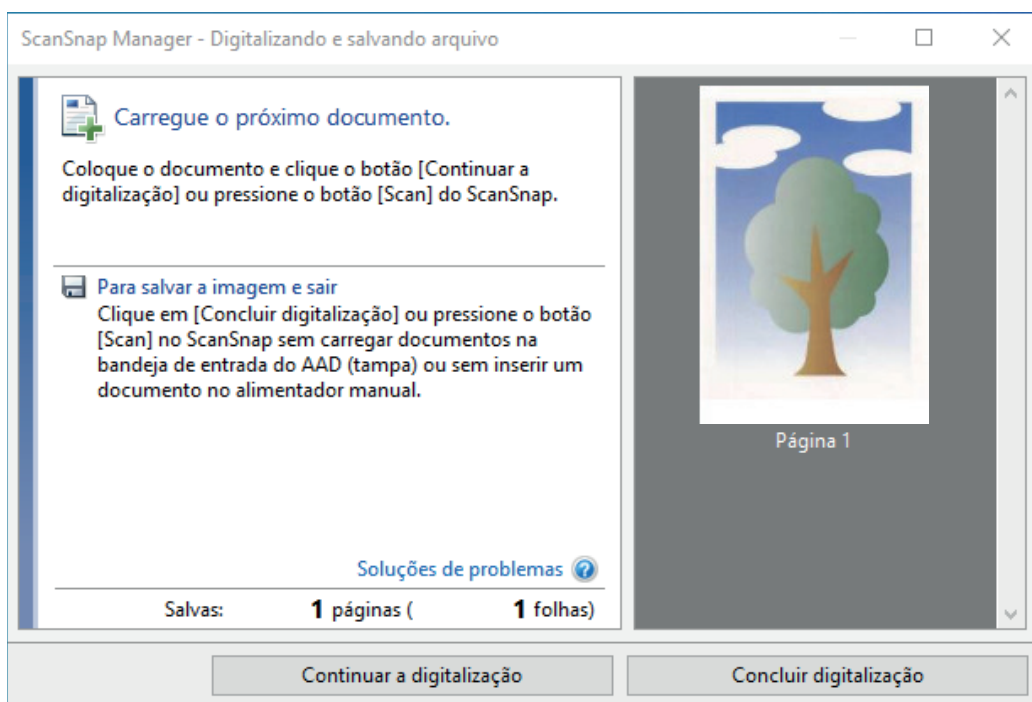 ScanSnap Manager - Digitalizando e salvando arquivo
Carregue o próximo documento.
Coloque o documento e clique o botão [Continuar a
digitalização] ou pressione o botão [Scan] do ScanSnap.
Para salvar a imagem e sair
Clique em [Concluir digitalização] ou pressione o botão
[Scan] no ScanSnap sem carregar documentos na
bandeja de entrada do AAD (tampa) ou sem inserir um
documento no alimentador manual.
Soluções de problemas
Salvas: 1 páginas ( 1 folhas)
Página 1
Continuar a digitalização
Concluir digitalização